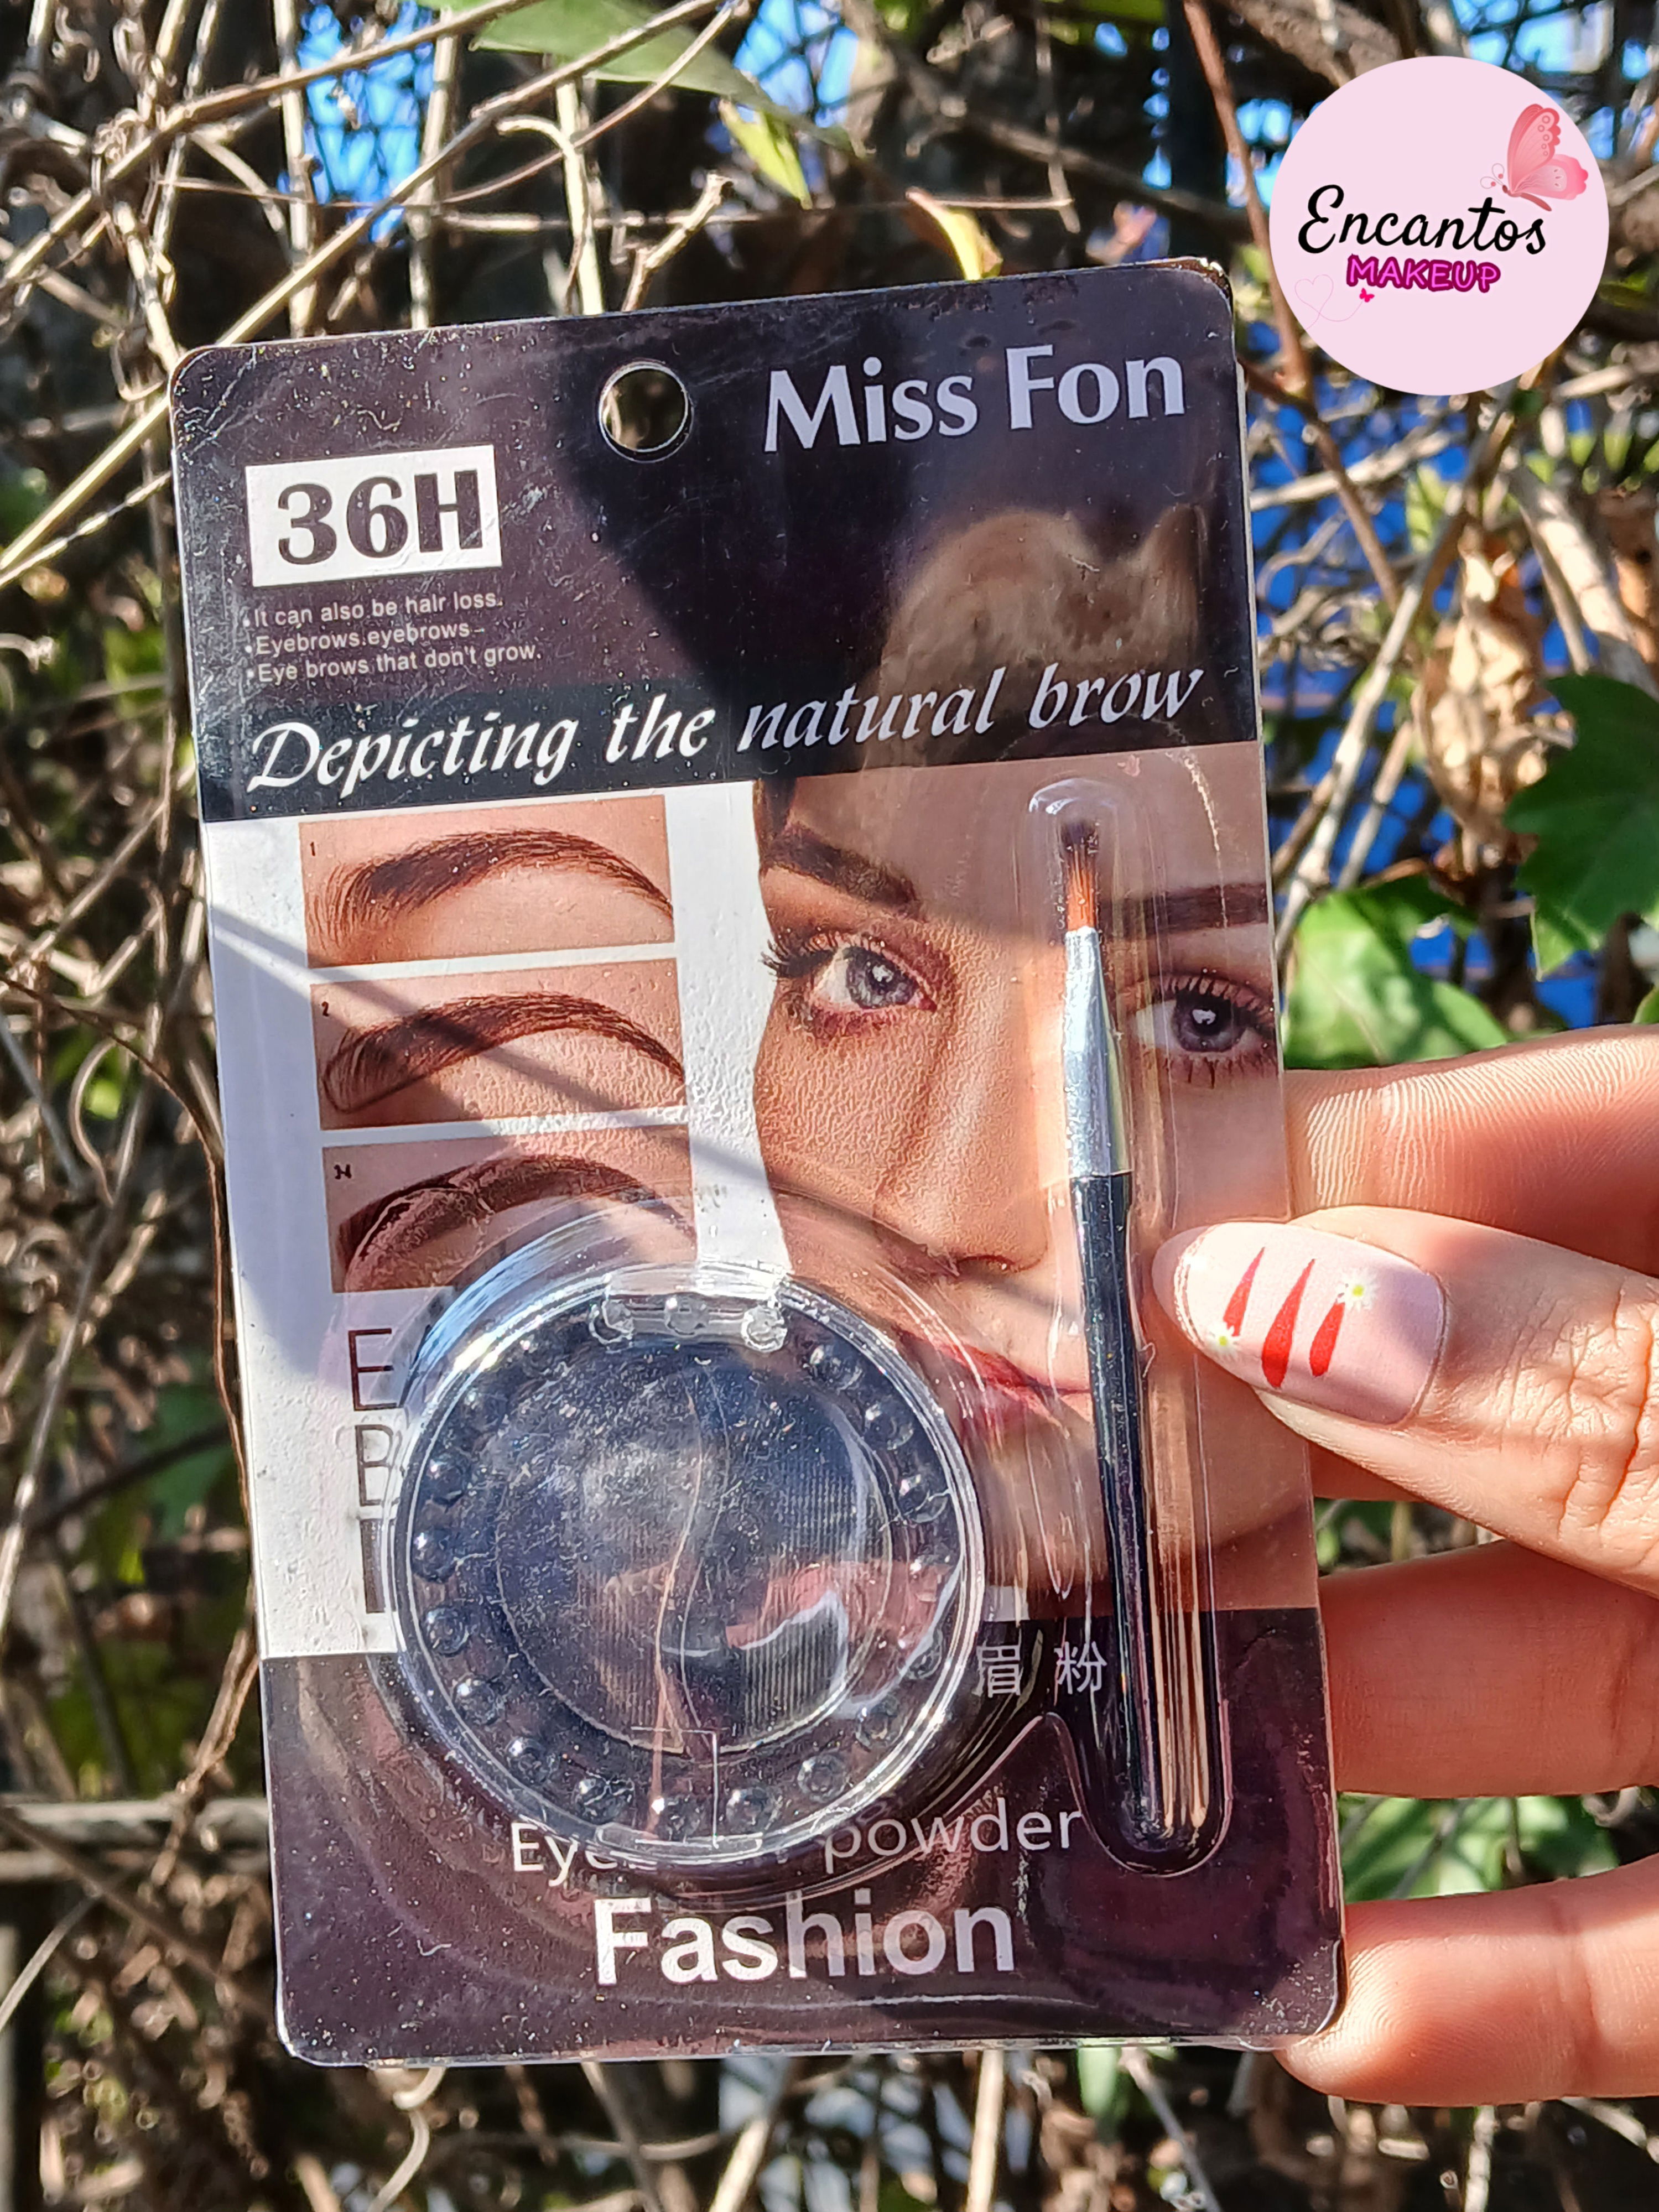 Encantos
MAKEUP
Miss Fon
36H
.It can also be hair loss.
.Eyebrows.eyebrows-
.Eye brows that don't grow.
Depicting the natural brow
1
2
眉 粉
powder
Fashion